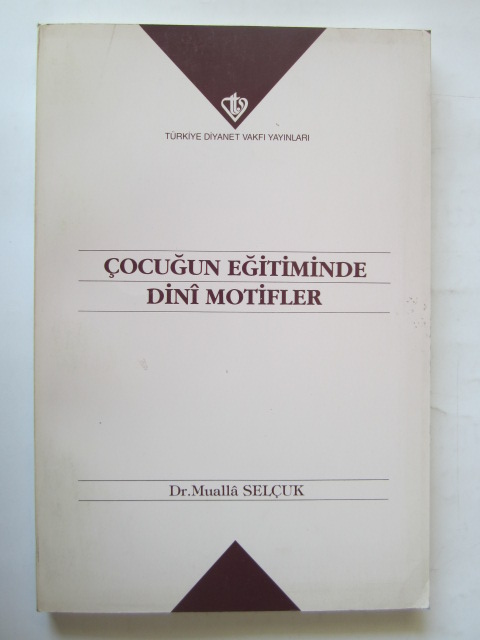 TÜRKİYE DİYANET VAKFI YAYINLARI
ÇOCUĞUN EĞİTİMİNDE
DİNÎ MOTİFLER
Dr.Muallâ SELÇUK